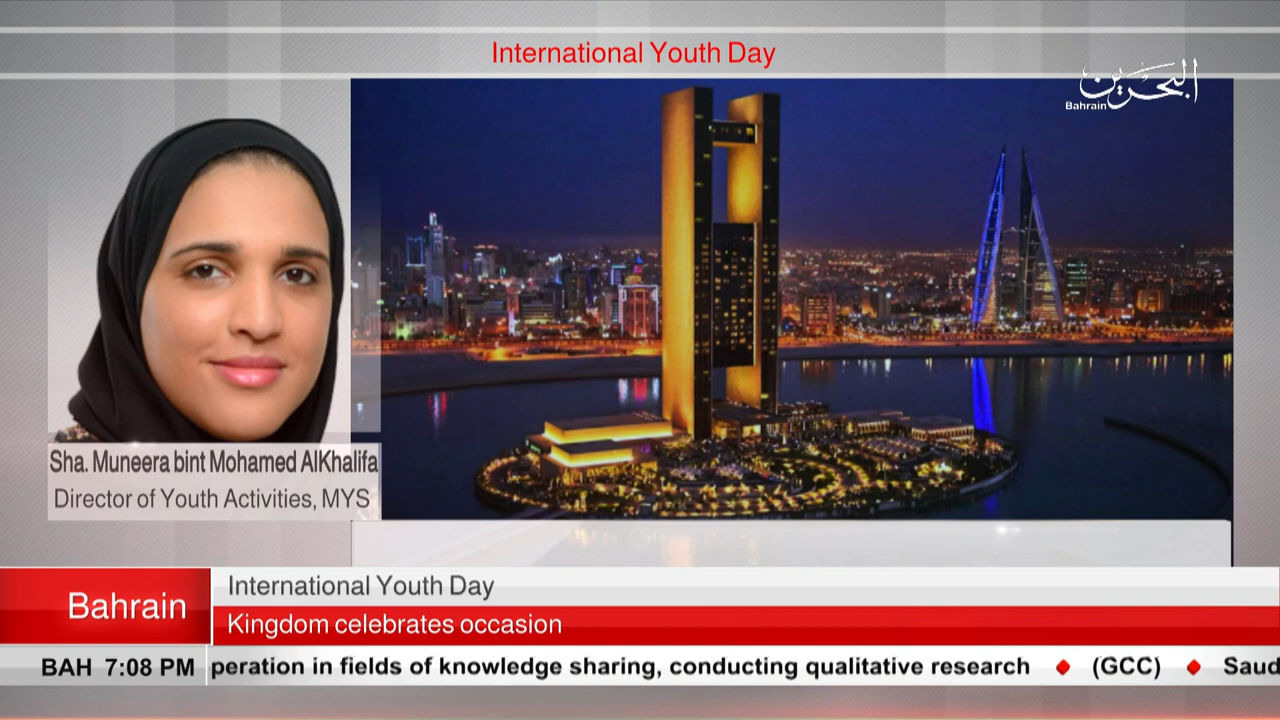 International Youth Day
البحرين
Bahrain
Sha. Muneera bint Mohamed AlKhalifa
Director of Youth Activities, MYS
Bahrain
International Youth Day
Kingdom celebrates occasion
BAH 7:08 PM
peration in fields of knowledge sharing, conducting qualitative research ♦ (GCC) ♦ Saud